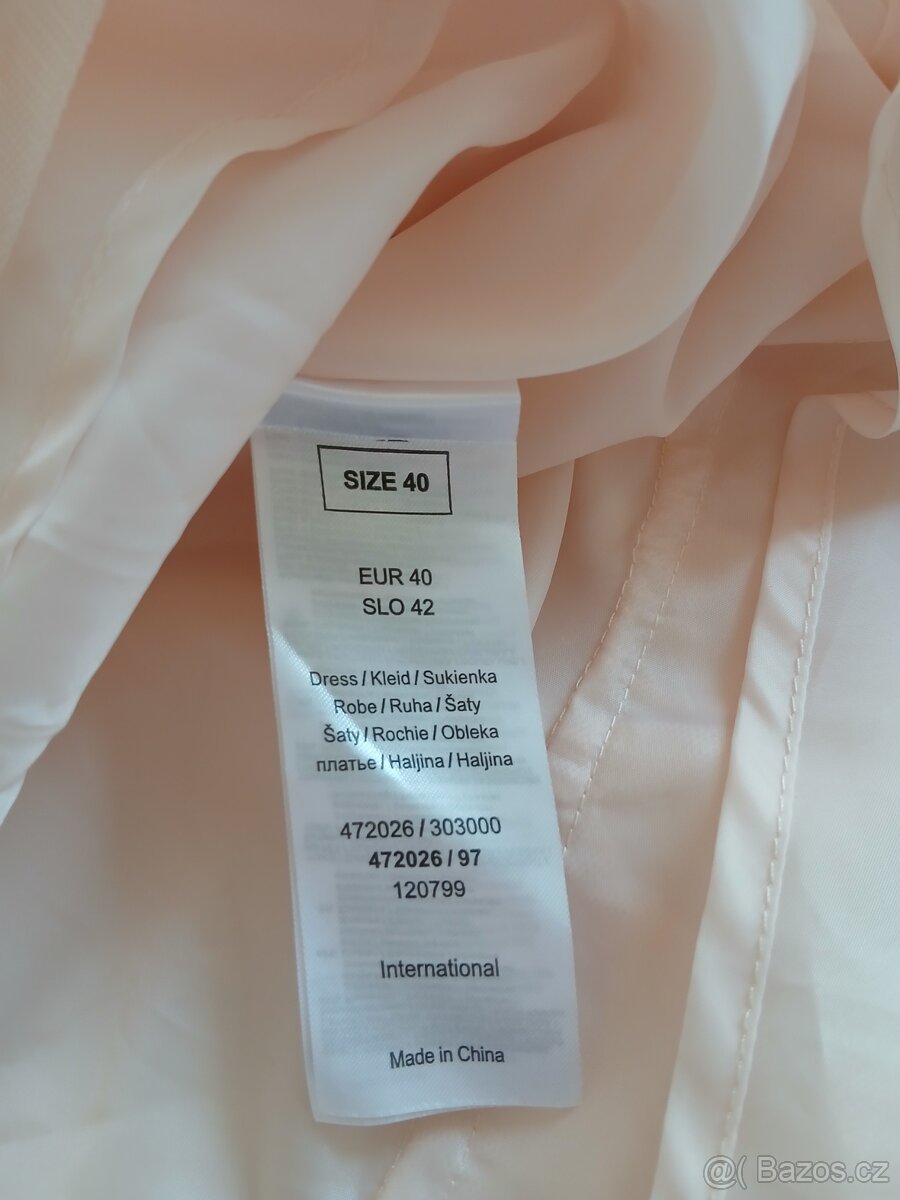 SIZE 40
EUR 40
SLO 42
Dress / Kleid / Sukienka
Robe / Ruha / Šaty
Šaty / Rochie / Obleka
платье / Haljina / Haljina
472026 / 303000
472026 / 97
120799
International
Made in China
@( Bazos.cz